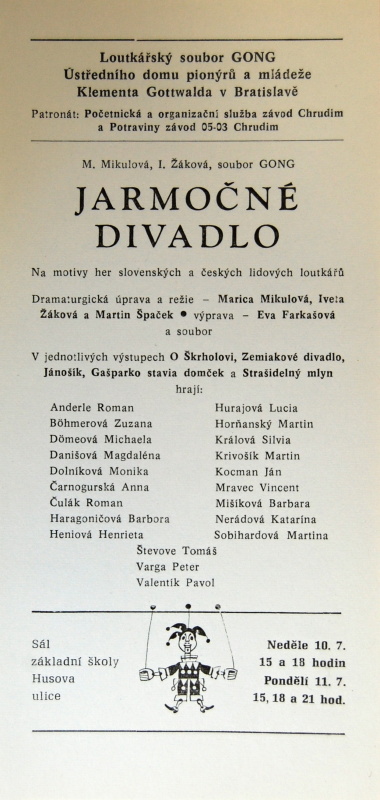 Loutkářský soubor GONG
Ústředního domu pionýrů a mládeže
Klementa Gottwalda v Bratislavě
Patronát: Početnická a organizační služba závod Chrudim
a Potraviny závod 05-03 Chrudim
M. Mikulová, I. Žáková, soubor GONG
JARMOČNÉ
DIVADLO
Na motivy her slovenských a českých lidových loutkářů
Dramaturgická úprava a režie – Marica Mikulová, Iveta
Žáková a Martin Špaček ● výprava – Eva Farkašová
a soubor
V jednotlivých výstupech O Škrholovi, Zemiakové divadlo,
Jánošík, Gašparko stavia domček a Strašidelný mlyn
hrají:
Anderle Roman
Böhmerová Zuzana
Dömeová Michaela
Danišová Magdaléna
Dolníková Monika
Čarnogurská Anna
Čulák Roman
Haragoničová Barbora
Heniová Henrieta
Hurajová Lucia
Horňanský Martin
Králová Silvia
Krivošík Martin
Kocman Ján
Mravec Vincent
Mišíková Barbara
Nerádová Katarína
Sobihardová Martina
Števove Tomáš
Varga Peter
Valentík Pavol
Sál
základní školy
Husova
ulice
Neděle 10. 7.
15 a 18 hodin
Pondělí 11. 7.
15, 18 a 21 hod.